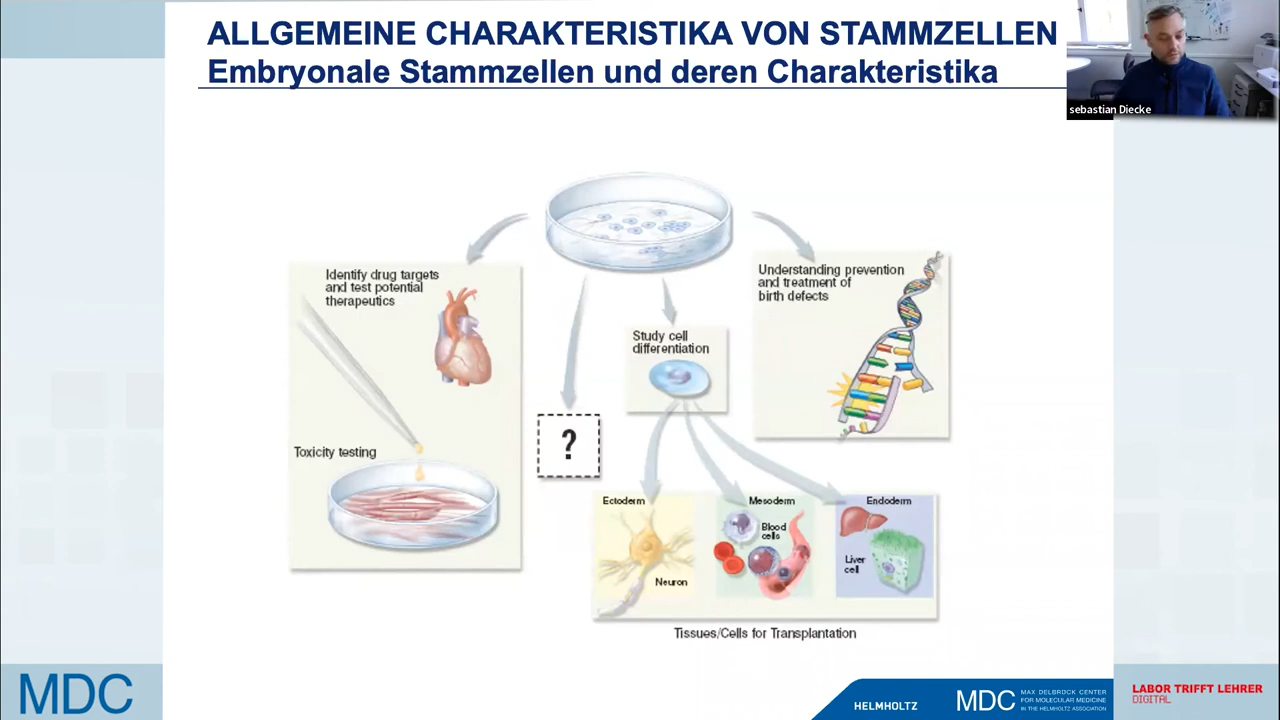 ALLGEMEINE CHARAKTERISTIKA VON STAMMZELLEN
Embryonale Stammzellen und deren Charakteristika
sebastian Diecke
Identify drug targets
and test potential
therapeutics
Toxicity testing
?
Study cell
differentiation
Understanding prevention
and treatment of
birth defects
Ectoderm
Neuron
Mesoderm
Blood
cells
Endoderm
Liver
cell
Tissues/Cells for Transplantation
MDC
HELMHOLTZ
MDC
MAX DELBRÜCK CENTER
FOR MOLECULAR MEDICINE
IN THE HELMHOLTZ ASSOCIATION
LABOR TRIFFT LEHRER
DIGITAL